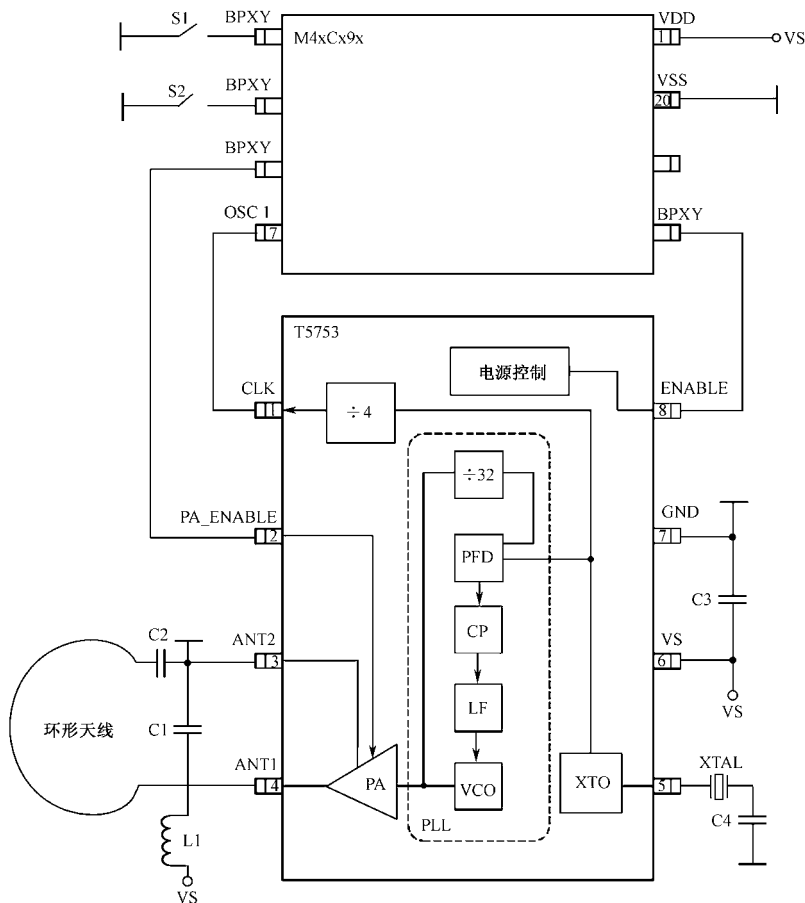 S1
BPXY
M4xCx9x
VDD
1
VS
S2
BPXY
VSS
20
BPXY
OSC 1
7
BPXY
T5753
电源控制
CLK
1
÷4
ENABLE
8
÷32
PA_ENABLE
2
GND
7
PFD
C3
CP
C2
ANT2
3
VS
6
LF
VS
环形天线
C1
ANT1
4
PA
VCO
XTO
5
XTAL
PLL
C4
L1
VS